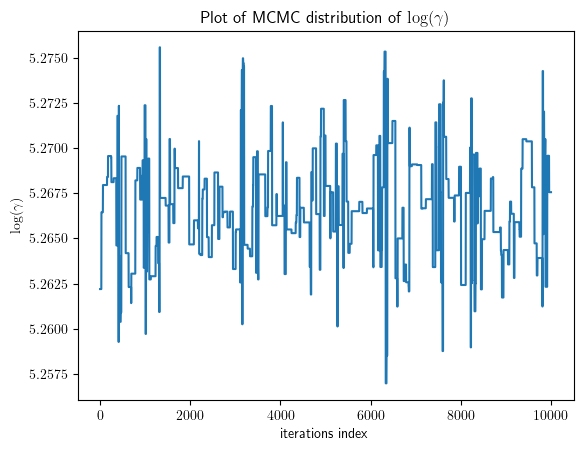 Plot of MCMC distribution of log(γ)
5.2750
5.2725
5.2700
5.2675
5.2650
5.2625
5.2600
5.2575
log(γ)
0 2000 4000 6000 8000 10000
iterations index